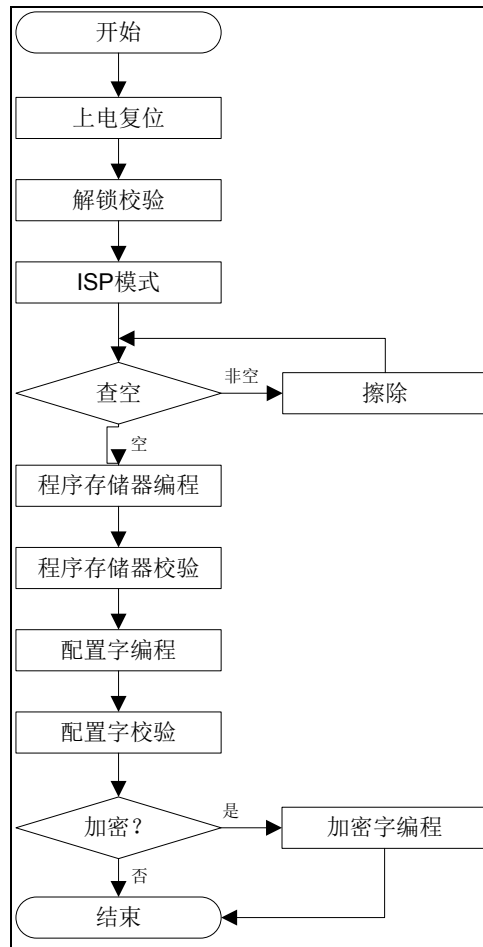 开始
上电复位
解锁校验
ISP模式
查空
非空
擦除
空
程序存储器编程
程序存储器校验
配置字编程
配置字校验
加密？
是
加密字编程
否
结束